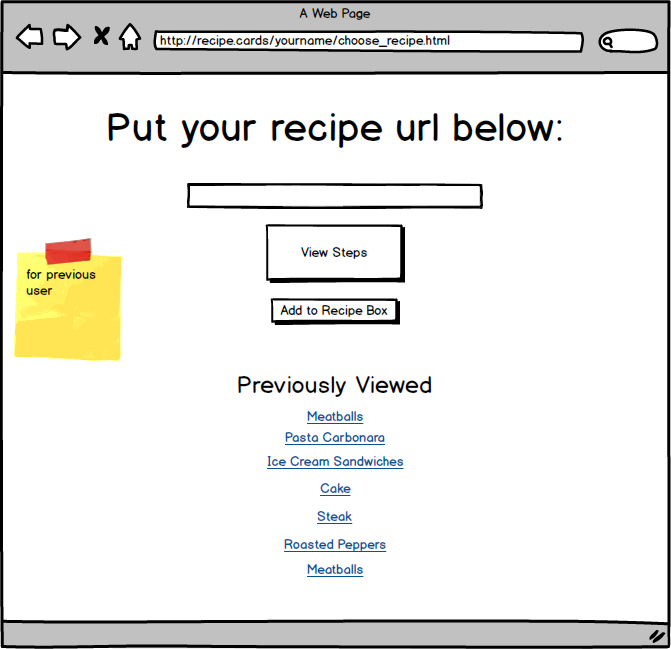 A Web Page
http://recipe.cards/yourname/choose_recipe.html
Put your recipe url below:
View Steps
for previous
user
Add to Recipe Box
Previously Viewed
Meatballs
Pasta Carbonara
Ice Cream Sandwiches
Cake
Steak
Roasted Peppers
Meatballs